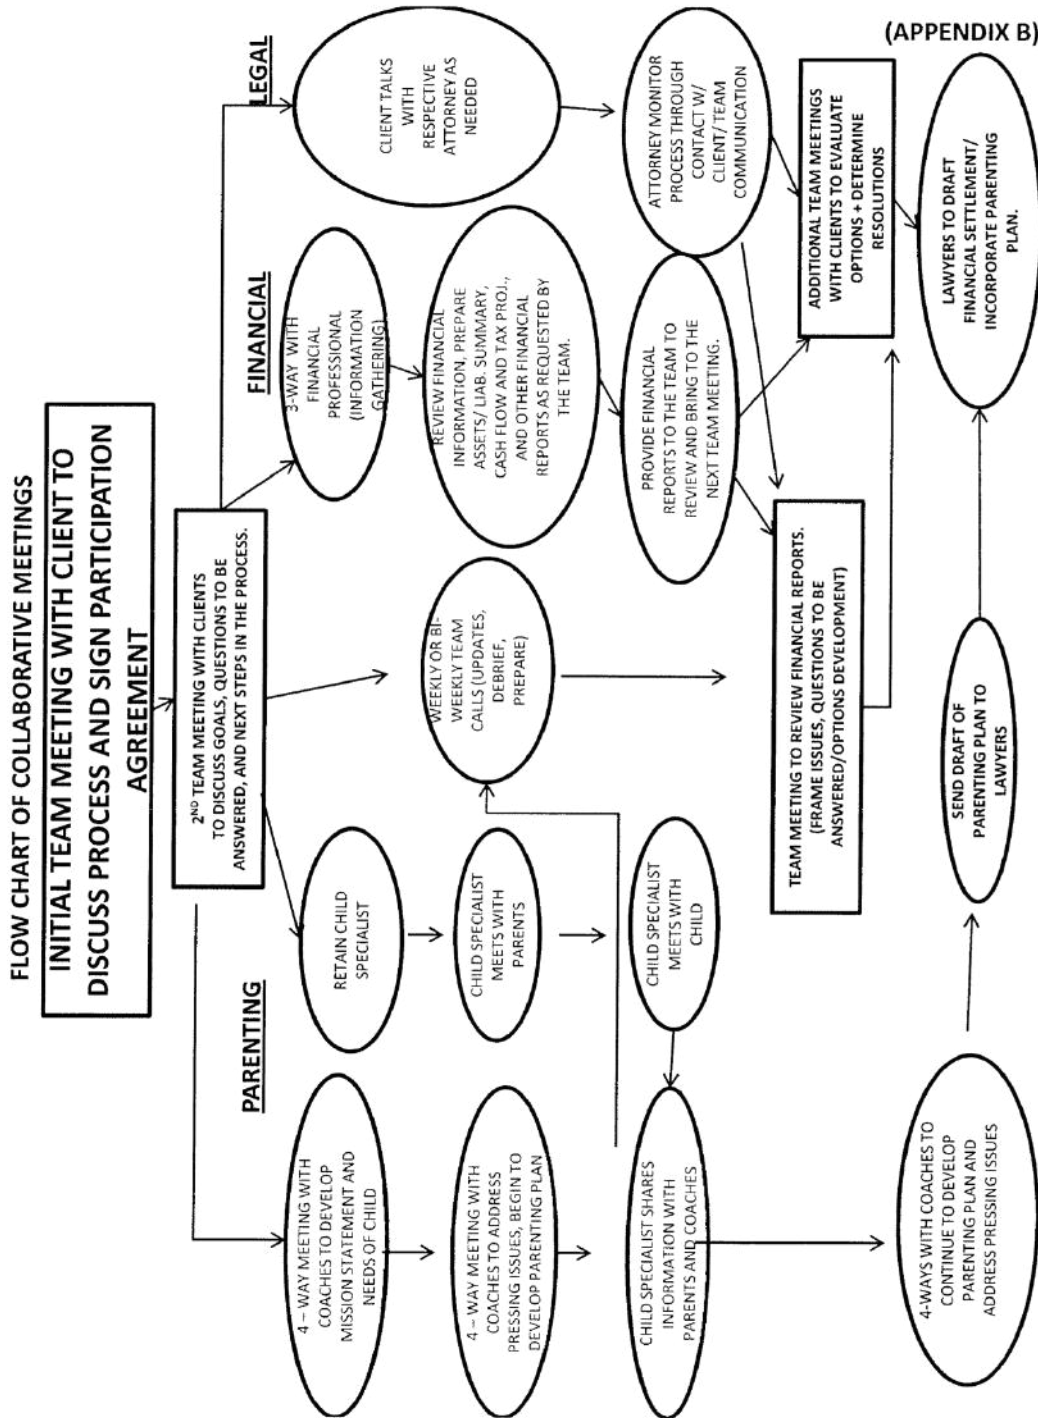 FLOW CHART OF COLLABORATIVE MEETINGS
INITIAL TEAM MEETING WITH CLIENT TO
DISCUSS PROCESS AND SIGN PARTICIPATION
AGREEMENT
2ND TEAM MEETING WITH CLIENTS
TO DISCUSS GOALS, QUESTIONS TO BE
ANSWERED, AND NEXT STEPS IN THE PROCESS.
PARENTING
FINANCIAL
LEGAL
4 – WAY MEETING WITH
COACHES TO DEVELOP
MISSION STATEMENT AND
NEEDS OF CHILD
RETAIN CHILD
SPECIALIST
3-WAY WITH
FINANCIAL
PROFESSIONAL
(INFORMATION
GATHERING)
CLIENT TALKS
WITH
RESPECTIVE
ATTORNEY AS
NEEDED
4 – WAY MEETING WITH
COACHES TO ADDRESS
PRESSING ISSUES, BEGIN TO
DEVELOP PARENTING PLAN
CHILD SPECIALIST
MEETS WITH
PARENTS
WEEKLY OR BI-
WEEKLY TEAM
CALLS (UPDATES,
DEBRIEF,
PREPARE)
REVIEW FINANCIAL
INFORMATION, PREPARE
ASSETS/ LIAB. SUMMARY,
CASH FLOW AND TAX PROJ.,
AND OTHER FINANCIAL
REPORTS AS REQUESTED BY
THE TEAM.
CHILD SPECIALIST SHARES
INFORMATION WITH
PARENTS AND COACHES
CHILD SPECIALIST
MEETS WITH
CHILD
PROVIDE FINANCIAL
REPORTS TO THE TEAM TO
REVIEW AND BRING TO THE
NEXT TEAM MEETING.
ATTORNEY MONITOR
PROCESS THROUGH
CONTACT W/
CLIENT/ TEAM
COMMUNICATION
TEAM MEETING TO REVIEW FINANCIAL REPORTS.
(FRAME ISSUES, QUESTIONS TO BE
ANSWERED/OPTIONS DEVELOPMENT)
ADDITIONAL TEAM MEETINGS
WITH CLIENTS TO EVALUATE
OPTIONS + DETERMINE
RESOLUTIONS
4-WAYS WITH COACHES TO
CONTINUE TO DEVELOP
PARENTING PLAN AND
ADDRESS PRESSING ISSUES
SEND DRAFT OF
PARENTING PLAN TO
LAWYERS
LAWYERS TO DRAFT
FINANCIAL SETTLEMENT/
INCORPORATE PARENTING
PLAN.
(APPENDIX B)